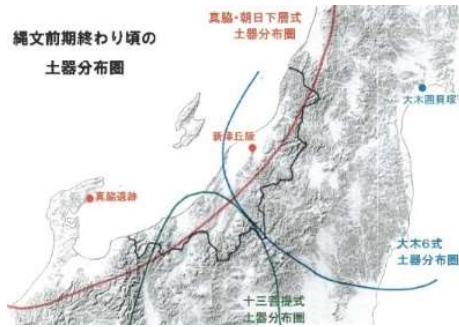 縄文前期終わり頃の
土器分布圏
真脇・朝日下層式
土器分布圏
大木囲貝塚
新津丘陵
真脇遺跡
大木6式
土器分布圏
十三菩提式
土器分布圏